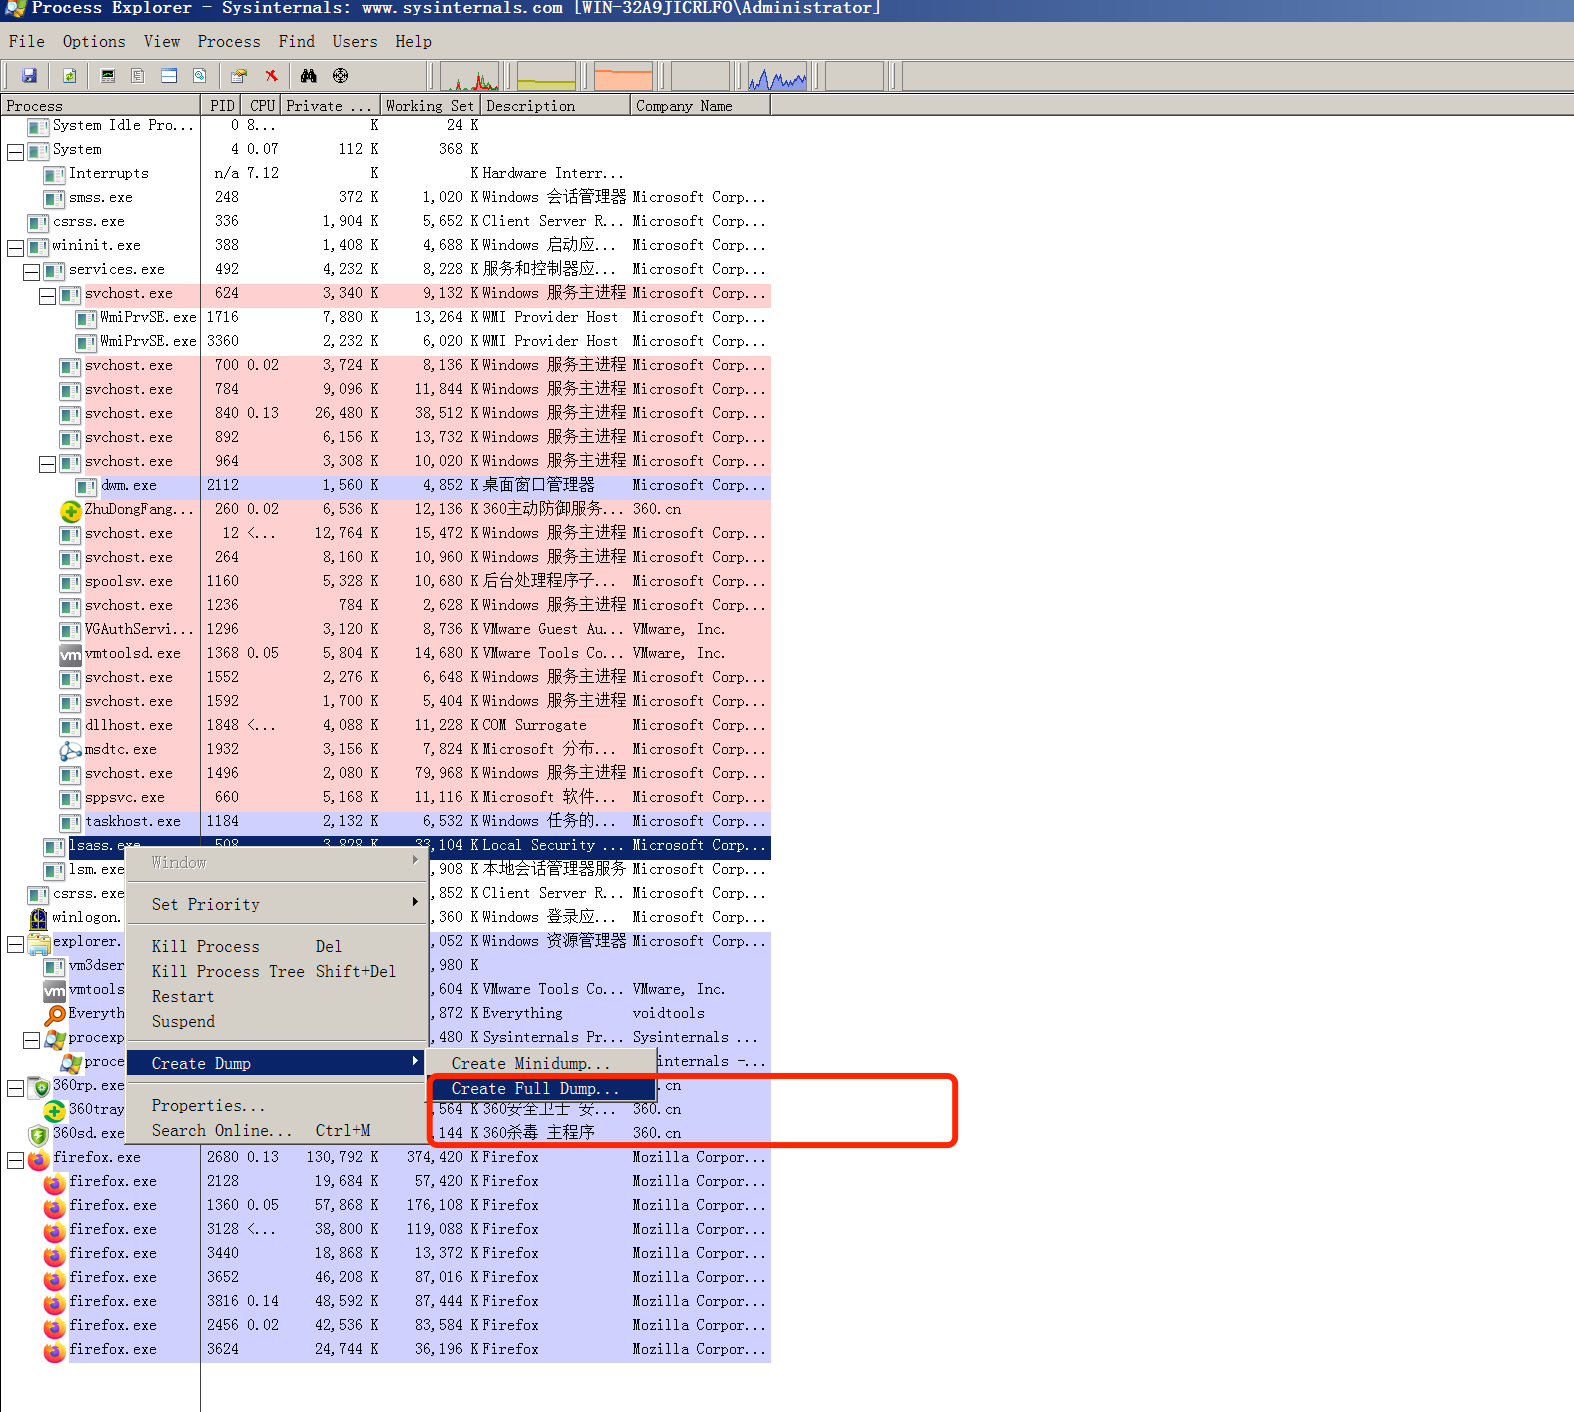 Process Explorer - Sysinternals: www.sysinternals.com [WIN-32A9JICRLFO\Administrator]
File Options View Process Find Users Help
Process PID CPU Private ... Working Set Description Company Name
System Idle Pro... 0 8... K 24 K
System 4 0.07 112 K 368 K
Interrupts n/a 7.12 K K Hardware Interr...
smss.exe 248 372 K 1,020 K Windows 会话管理器 Microsoft Corp...
csrss.exe 336 1,904 K 5,652 K Client Server R... Microsoft Corp...
wininit.exe 388 1,408 K 4,688 K Windows 启动应... Microsoft Corp...
services.exe 492 4,232 K 8,228 K 服务和控制器应... Microsoft Corp...
svchost.exe 624 3,340 K 9,132 K Windows 服务主进程 Microsoft Corp...
WmiPrvSE.exe 1716 7,880 K 13,264 K WMI Provider Host Microsoft Corp...
WmiPrvSE.exe 3360 2,232 K 6,020 K WMI Provider Host Microsoft Corp...
svchost.exe 700 0.02 3,724 K 8,136 K Windows 服务主进程 Microsoft Corp...
svchost.exe 784 9,096 K 11,844 K Windows 服务主进程 Microsoft Corp...
svchost.exe 840 0.13 26,480 K 38,512 K Windows 服务主进程 Microsoft Corp...
svchost.exe 892 6,156 K 13,732 K Windows 服务主进程 Microsoft Corp...
svchost.exe 964 3,308 K 10,020 K Windows 服务主进程 Microsoft Corp...
dwm.exe 2112 1,560 K 4,852 K 桌面窗口管理器 Microsoft Corp...
ZhuDongFang... 260 0.02 6,536 K 12,136 K 360主动防御服务... 360.cn
svchost.exe 12 <... 12,764 K 15,472 K Windows 服务主进程 Microsoft Corp...
svchost.exe 264 8,160 K 10,960 K Windows 服务主进程 Microsoft Corp...
spoolsv.exe 1160 5,328 K 10,680 K 后台处理程序子... Microsoft Corp...
svchost.exe 1236 784 K 2,628 K Windows 服务主进程 Microsoft Corp...
VGAuthServi... 1296 3,120 K 8,736 K VMware Guest Au... VMware, Inc.
vm vmtoolsd.exe 1368 0.05 5,804 K 14,680 K VMware Tools Co... VMware, Inc.
svchost.exe 1552 2,276 K 6,648 K Windows 服务主进程 Microsoft Corp...
svchost.exe 1592 1,700 K 5,404 K Windows 服务主进程 Microsoft Corp...
dllhost.exe 1848 <... 4,088 K 11,228 K COM Surrogate Microsoft Corp...
msdtc.exe 1932 3,156 K 7,824 K Microsoft 分布... Microsoft Corp...
svchost.exe 1496 2,080 K 79,968 K Windows 服务主进程 Microsoft Corp...
sppsvc.exe 660 5,168 K 11,116 K Microsoft 软件... Microsoft Corp...
taskhost.exe 1184 2,132 K 6,532 K Windows 任务的... Microsoft Corp...
lsass.exe 508 3,828 K 33,104 K Local Security ... Microsoft Corp...
lsm.exe ,908 K 本地会话管理器服务 Microsoft Corp...
csrss.exe ,852 K Client Server R... Microsoft Corp...
winlogon. ,360 K Windows 登录应... Microsoft Corp...
explorer. ,052 K Windows 资源管理器 Microsoft Corp...
vm3dser ,980 K
vm vmtools ,604 K VMware Tools Co... VMware, Inc.
Everyth ,872 K Everything voidtools
procexp ,480 K Sysinternals Pr... Sysinternals ...
proce internals -...
360rp.exe .cn
360tray ,564 K 360安全卫士 安... 360.cn
360sd.exe ,144 K 360杀毒 主程序 360.cn
Window
Set Priority
Kill Process Del
Kill Process Tree Shift+Del
Restart
Suspend
Create Dump
Properties...
Search Online... Ctrl+M
Create Minidump...
Create Full Dump...
firefox.exe 2680 0.13 130,792 K 374,420 K Firefox Mozilla Corpor...
firefox.exe 2128 19,684 K 57,420 K Firefox Mozilla Corpor...
firefox.exe 1360 0.05 57,868 K 176,108 K Firefox Mozilla Corpor...
firefox.exe 3128 <... 38,800 K 119,088 K Firefox Mozilla Corpor...
firefox.exe 3440 18,868 K 13,372 K Firefox Mozilla Corpor...
firefox.exe 3652 46,208 K 87,016 K Firefox Mozilla Corpor...
firefox.exe 3816 0.14 48,592 K 87,444 K Firefox Mozilla Corpor...
firefox.exe 2456 0.02 42,536 K 83,584 K Firefox Mozilla Corpor...
firefox.exe 3624 24,744 K 36,196 K Firefox Mozilla Corpor...